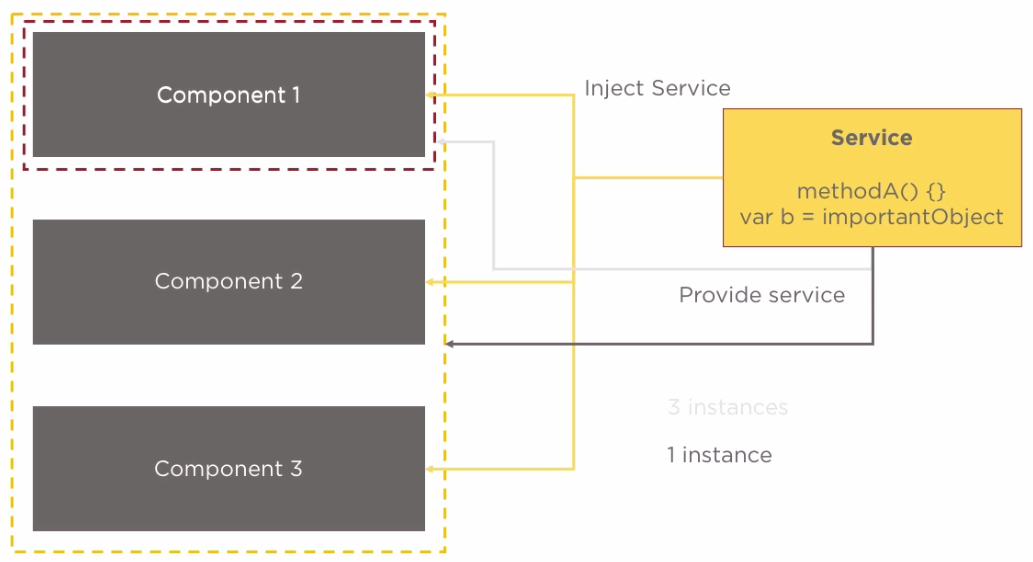 Component 1
Inject Service
Service
methodA() {}
var b = importantObject
Component 2
Provide service
3 instances
1 instance
Component 3